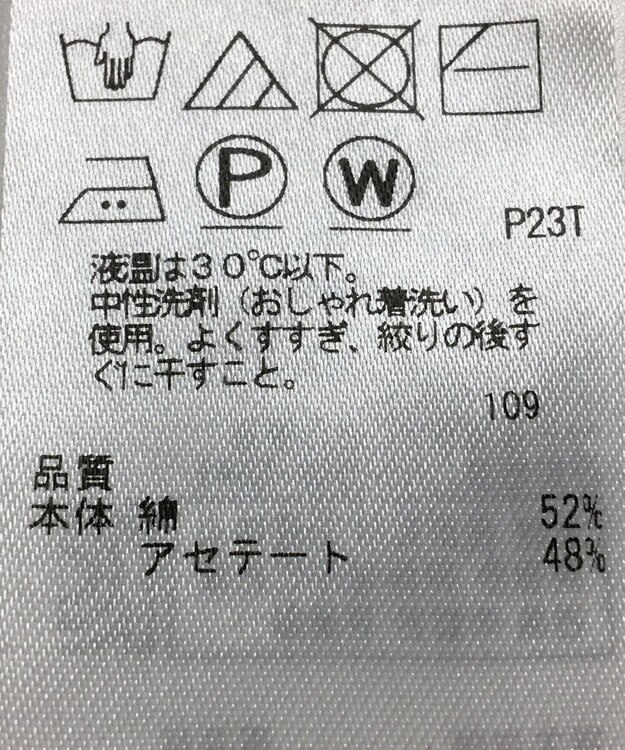 P W
P23T
液温は30℃以下。
中性洗剤(おしゃれ着洗い)を
使用。よくすすぎ、絞りの後す
ぐに干すこと。
109
品質
本体 綿 52%
アセテート 48%